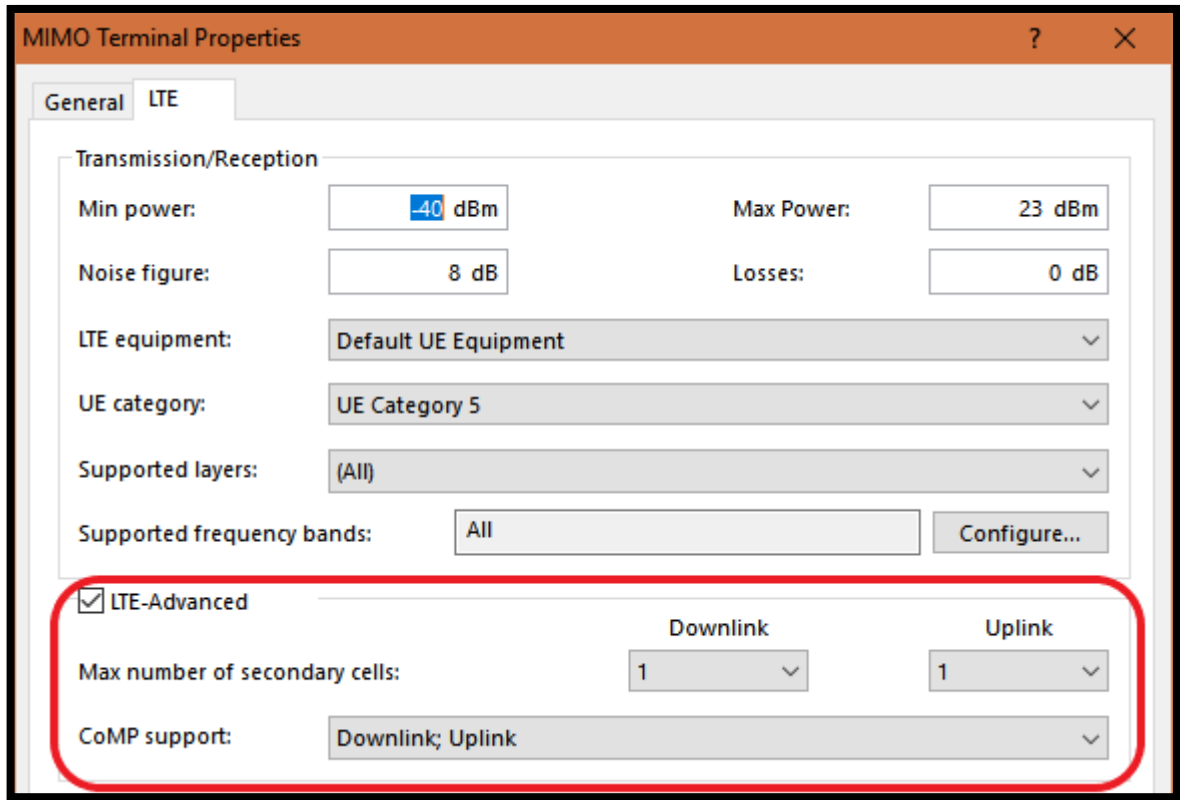 MIMO Terminal Properties ? ×
General LTE
Transmission/Reception
Min power: -40 dBm Max Power: 23 dBm
Noise figure: 8 dB Losses: 0 dB
LTE equipment: Default UE Equipment
UE category: UE Category 5
Supported layers: (All)
Supported frequency bands: All Configure...
LTE-Advanced
Downlink Uplink
Max number of secondary cells: 1 1
CoMP support: Downlink; Uplink